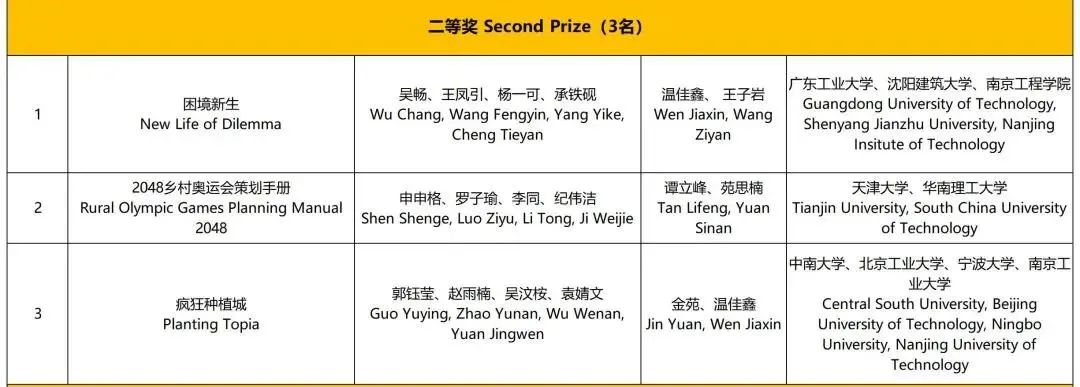 二等奖 Second Prize（3名）
1
困境新生
New Life of Dilemma
吴畅、王凤引、杨一可、承铁砚
Wu Chang, Wang Fengyin, Yang Yike,
Cheng Tieyan
温佳鑫、 王子岩
Wen Jiaxin, Wang
Ziyan
广东工业大学、沈阳建筑大学、南京工程学院
Guangdong University of Technology,
Shenyang Jianzhu University, Nanjing
Insitute of Technology
2
2048乡村奥运会策划手册
Rural Olympic Games Planning Manual
2048
申申格、罗子瑜、李同、纪伟洁
Shen Shenge, Luo Ziyu, Li Tong, Ji Weijie
谭立峰、苑思楠
Tan Lifeng, Yuan
Sinan
天津大学、华南理工大学
Tianjin University, South China University
of Technology
3
疯狂种植城
Planting Topia
郭钰莹、赵雨楠、吴汶桉、袁婧文
Guo Yuying, Zhao Yunan, Wu Wenan,
Yuan Jingwen
金苑、温佳鑫
Jin Yuan, Wen Jiaxin
中南大学、北京工业大学、宁波大学、南京工
业大学
Central South University, Beijing
University of Technology, Ningbo
University, Nanjing University of
Technology